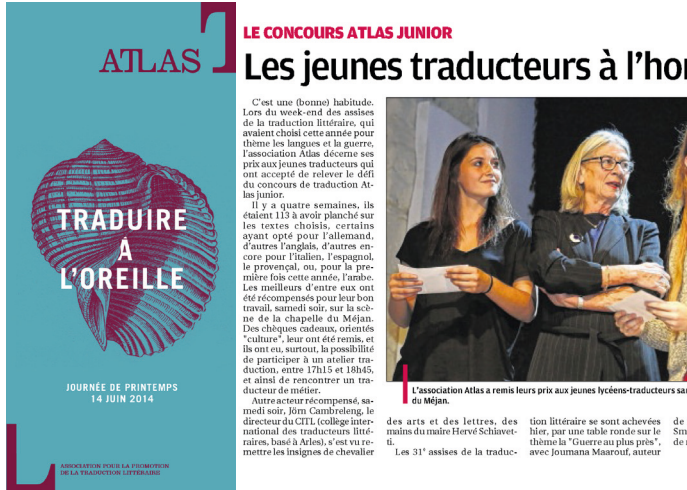 ATLAS
TRADUIRE
À
L'OREILLE
JOURNÉE DE PRINTEMPS
14 JUIN 2014
ASSOCIATION POUR LA PROMOTION
DE LA TRADUCTION LITTÉRAIRE
LE CONCOURS ATLAS JUNIOR
Les jeunes traducteurs à l'ho
C'est une (bonne) habitude.
Lors du week-end des assises
de la traduction littéraire, qui
avaient choisi cette année pour
thème les langues et la guerre,
l'association Atlas décerne ses
prix aux jeunes traducteurs qui
ont accepté de relever le défi
du concours de traduction At-
las junior.
Il y a quatre semaines, ils
étaient 113 à avoir planché sur
les textes choisis, certains
ayant opté pour l'allemand,
d'autres l'anglais, d'autres en-
core pour l'italien, l'espagnol,
le provençal, ou, pour la pre-
mière fois cette année, l'arabe.
Les meilleurs d'entre eux ont
été récompensés pour leur bon
travail, samedi soir, sur la scè-
ne de la chapelle du Méjan.
Des chèques cadeaux, orientés
"culture", leur ont été remis, et
ils ont eu, surtout, la possibilité
de participer à un atelier tra-
duction, entre 17h15 et 18h45,
et ainsi de rencontrer un tra-
ducteur de métier.
Autre acteur récompensé, sa-
medi soir, Jörn Cambreleng, le
directeur du CITL (collège inter-
national des traducteurs litté-
raires, basé à Arles), s'est vu re-
mettre les insignes de chevalier
L'association Atlas a remis leurs prix aux jeunes lycéens-traducteurs sa
du Méjan.
des arts et des lettres, des
mains du maire Hervé Schiavet-
ti.
Les 31e assises de la traduc-
tion littéraire se sont achevées
hier, par une table ronde sur le
thème la "Guerre au plus près",
avec Joumana Maarouf, auteur
de
Sm
de